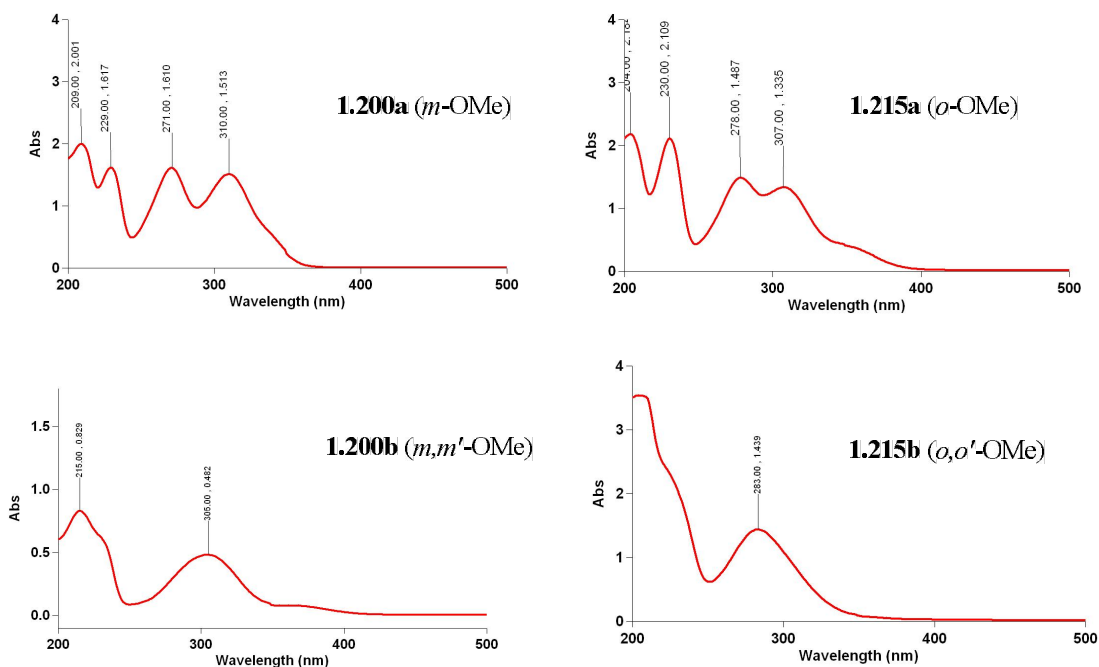 4
3
2
1
0
Abs
209.00 , 2.001
229.00 , 1.617
271.00 , 1.610
310.00 , 1.513
1.200a (m-OMe)
200
300
400
500
Wavelength (nm)
4
3
2
1
0
Abs
230.00 , 2.109
278.00 , 1.487
307.00 , 1.335
1.215a (o-OMe)
200
300
400
500
Wavelength (nm)
1.5
1.0
0.5
0.0
Abs
215.00 , 0.829
305.00 , 0.482
1.200b (m,m′-OMe)
200
300
400
500
Wavelength (nm)
4
3
2
1
0
Abs
283.00 , 1.439
1.215b (o,o′-OMe)
200
300
400
500
Wavelength (nm)